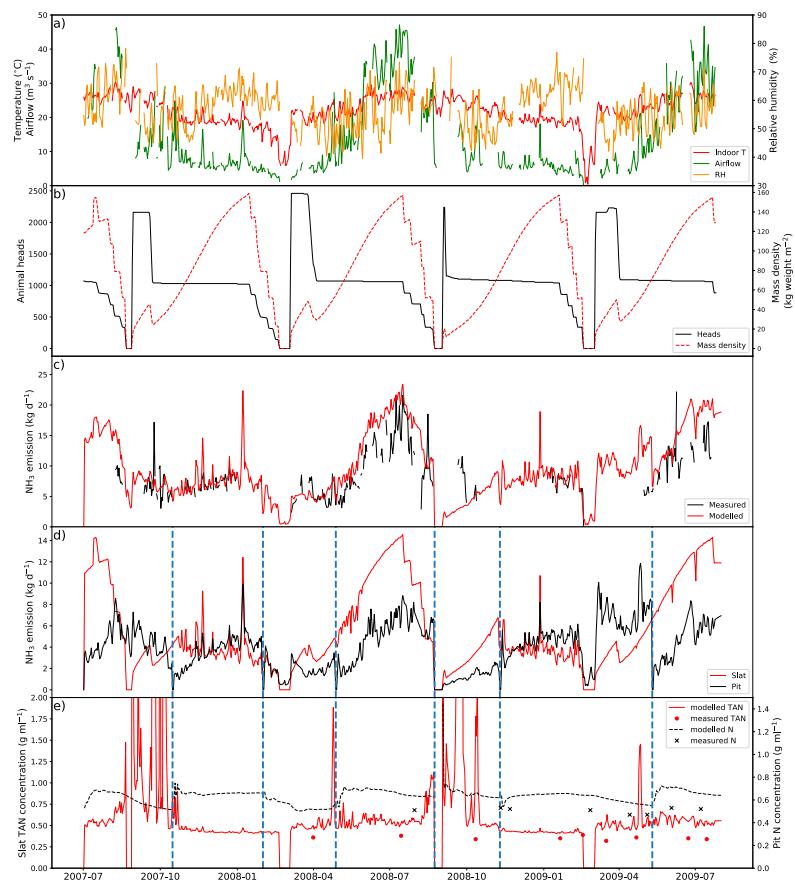 a)
50
40
30
20
10
0
Temperature (°C)
Airflow (m³ s⁻¹)
90
80
70
60
50
40
30
Relative humidity (%)
Indoor T
Airflow
RH
b)
2500
2000
1500
1000
500
0
Animal heads
160
140
120
100
80
60
40
20
0
Mass density
(kg weight m⁻²)
Heads
Mass density
c)
25
20
15
10
5
0
NH₃ emission (kg d⁻¹)
Measured
Modelled
d)
14
12
10
8
6
4
2
0
NH₃ emission (kg d⁻¹)
Slat
Pit
e)
2.00
1.75
1.50
1.25
1.00
0.75
0.50
0.25
0.00
Slat TAN concentration (g ml⁻¹)
1.4
1.2
1.0
0.8
0.6
0.4
0.2
0.0
Pit N concentration (g ml⁻¹)
modelled TAN
measured TAN
modelled N
measured N
2007-07
2007-10
2008-01
2008-04
2008-07
2008-10
2009-01
2009-04
2009-07